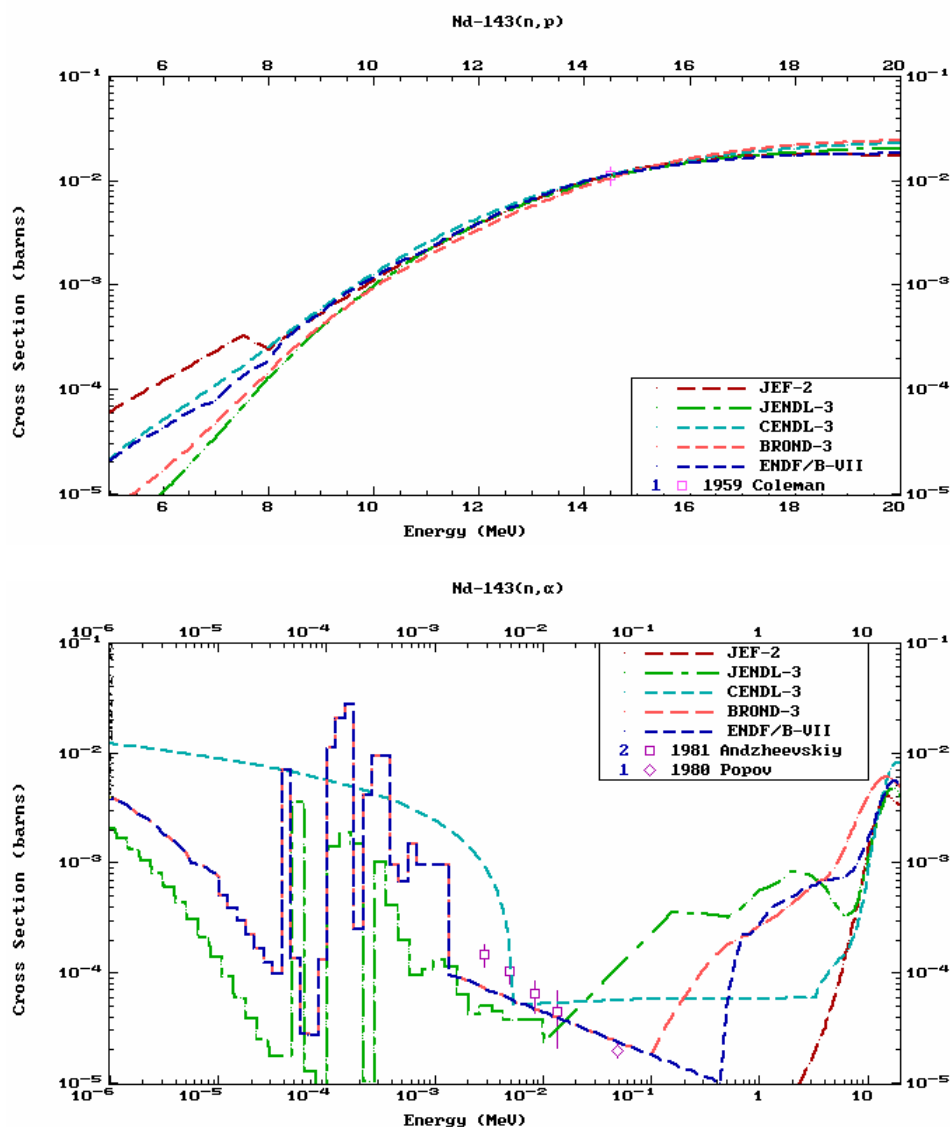 Nd-143(n,p)
6 8 10 12 14 16 18 20
10⁻¹ 10⁻¹
10⁻² 10⁻²
10⁻³ 10⁻³
10⁻⁴ 10⁻⁴
10⁻⁵ 10⁻⁵
Cross Section (barns)
JEF-2
JENDL-3
CENDL-3
BROND-3
ENDF/B-VII
1 1959 Coleman
6 8 10 12 14 16 18 20
Energy (MeV)
Nd-143(n,α)
10⁻⁶ 10⁻⁵ 10⁻⁴ 10⁻³ 10⁻² 10⁻¹ 1 10
10⁻¹ 10⁻¹
10⁻² 10⁻²
10⁻³ 10⁻³
10⁻⁴ 10⁻⁴
10⁻⁵ 10⁻⁵
Cross Section (barns)
JEF-2
JENDL-3
CENDL-3
BROND-3
ENDF/B-VII
2 1981 Andzheevskiy
1 1980 Popov
10⁻⁶ 10⁻⁵ 10⁻⁴ 10⁻³ 10⁻² 10⁻¹ 1 10
Energy (MeV)